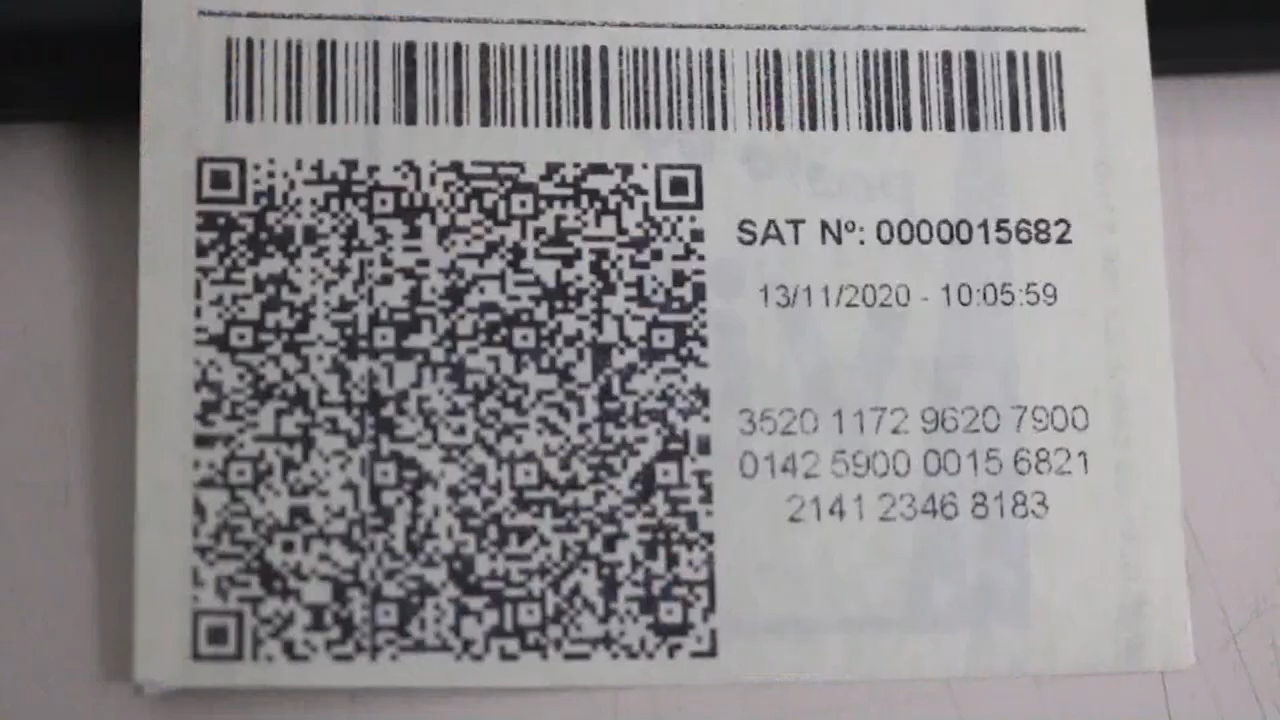 SAT Nº: 0000015682
13/11/2020 - 10:05:59
3520 1172 9620 7900
0142 5900 0015 6821
2141 2346 8183